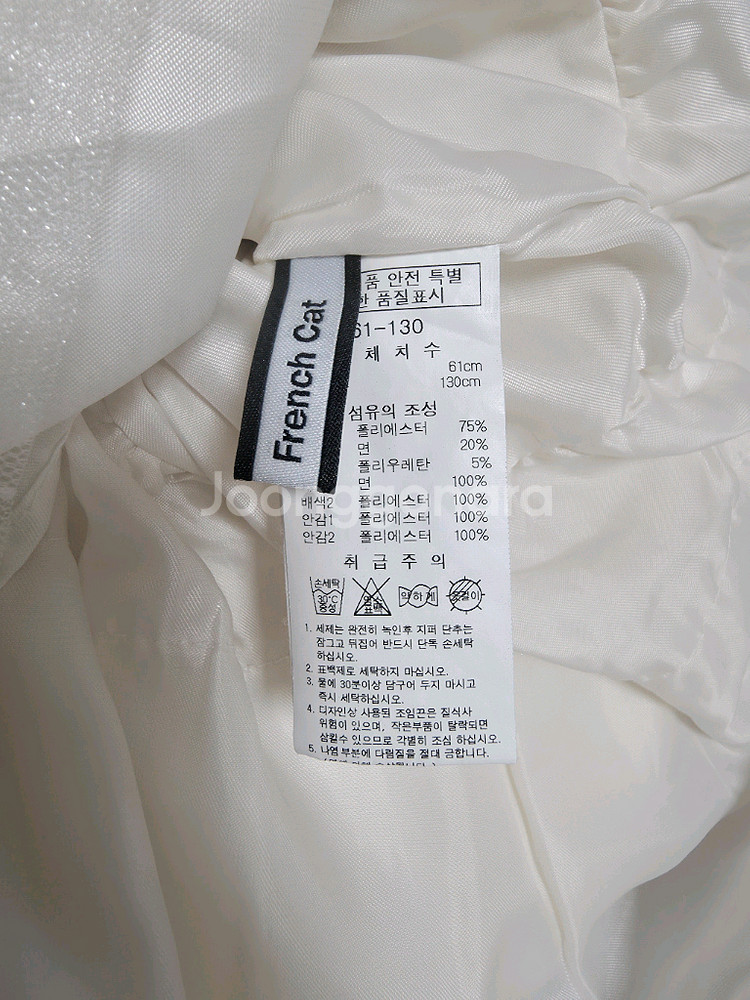 French Cat
품 안전 특별
한 품질표시
61-130
체 치 수
61cm
130cm
섬유의 조성
폴리에스터 75%
면 20%
폴리우레탄 5%
면 100%
배색2 폴리에스터 100%
안감1 폴리에스터 100%
안감2 폴리에스터 100%
취 급 주 의
손세탁 30℃ 중성 염소 표백 약하게
1. 세제는 완전히 녹인후 지퍼 단추는
잠그고 뒤집어 반드시 단독 손세탁
하십시오.
2. 표백제로 세탁하지 마십시오.
3. 물에 30분이상 담구어 두지 마시고
즉시 세탁하십시오.
4. 디자인상 사용된 조임끈은 질식사
위험이 있으며, 작은부품이 탈락되면
삼킬수 있으므로 각별히 조심 하십시오.
5. 나염 부분에 다림질을 절대 금합니다.
Joonggonara